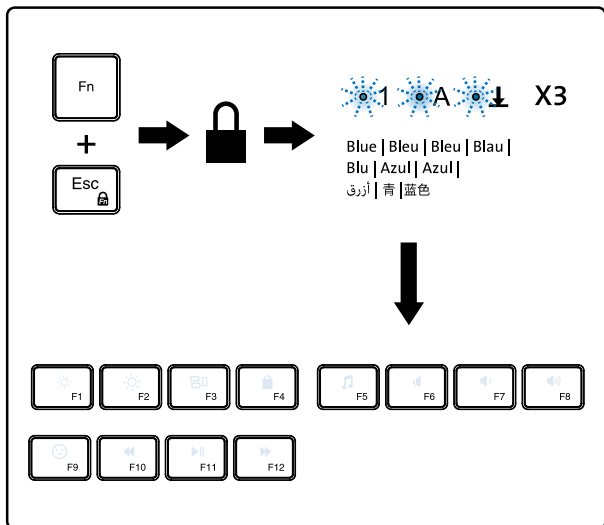 Fn
+
Esc
Fn
1 A X3
Blue | Bleu | Bleu | Blau |
Blu | Azul | Azul |
أزرق | 青 | 蓝色
F1 F2 F3 F4 F5 F6 F7 F8
F9 F10 F11 F12